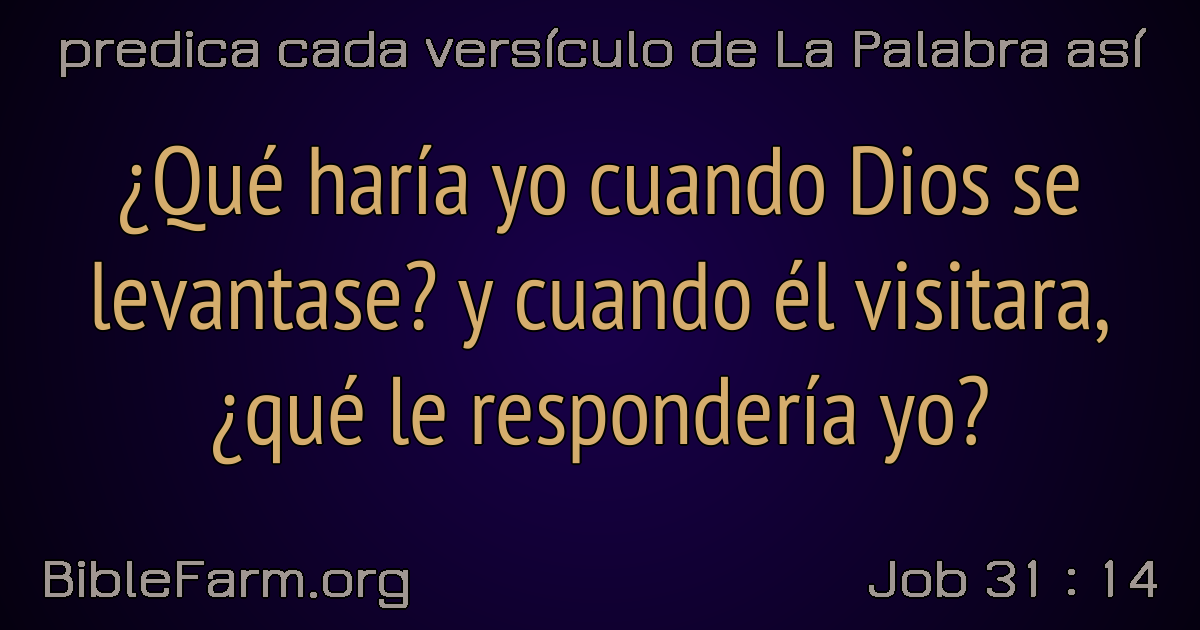 predica cada versículo de La Palabra así
¿Qué haría yo cuando Dios se
levantase? y cuando él visitara,
¿qué le respondería yo?
BibleFarm.org
Job 31 : 14